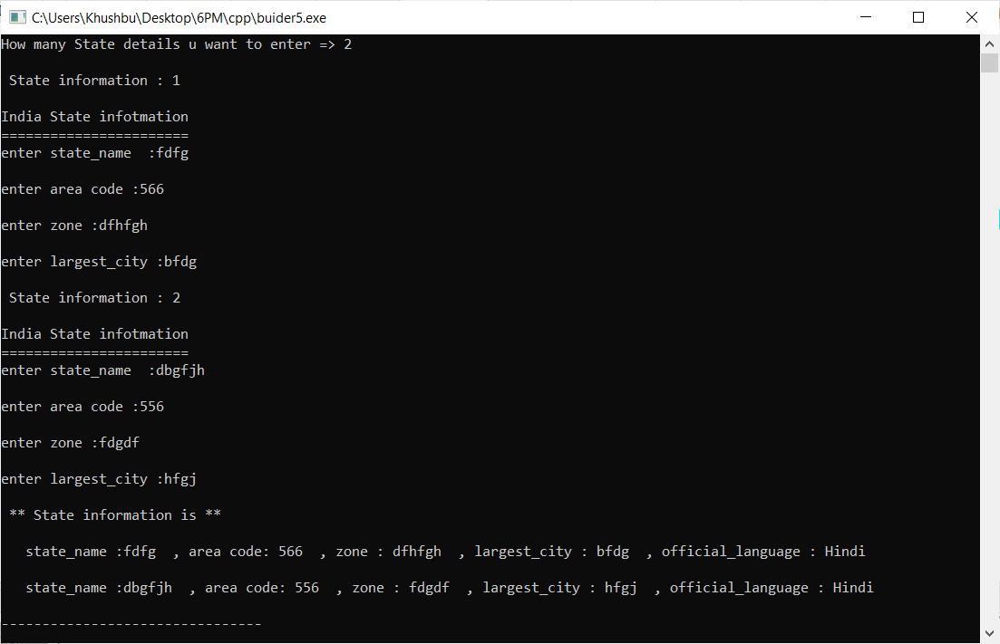 C:\Users\Khushbu\Desktop\6PM\cpp\buider5.exe
How many State details u want to enter => 2
State information : 1
India State infotmation
=======================
enter state_name  :fdfg
enter area code :566
enter zone :dfhfgh
enter largest_city :bfdg
State information : 2
India State infotmation
=======================
enter state_name  :dbgfjh
enter area code :556
enter zone :fdgdf
enter largest_city :hfgj
** State information is **
state_name :fdfg  , area code: 566  , zone : dfhfgh  , largest_city : bfdg  , official_language : Hindi
state_name :dbgfjh  , area code: 556  , zone : fdgdf  , largest_city : hfgj  , official_language : Hindi
--------------------------------